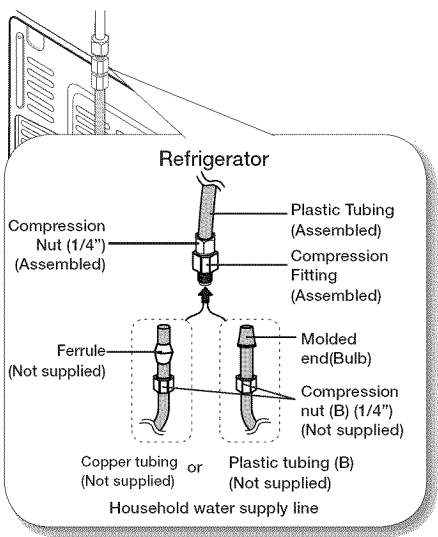 Refrigerator
Plastic Tubing
(Assembled)
Compression
Nut (1/4")
(Assembled)
Compression
Fitting
(Assembled)
Ferrule
(Not supplied)
Molded
end(Bulb)
Compression
nut (B) (1/4")
(Not supplied)
Copper tubing
(Not supplied)
or
Plastic tubing (B)
(Not supplied)
Household water supply line